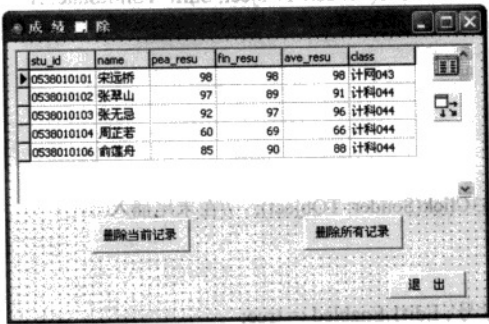 成 绩 删 除
stu_id name pea_resu fin_resu ave_resu class
0538010101 宋远桥 98 98 98 计网043
0538010102 张翠山 97 89 91 计科044
0538010103 张无忌 92 97 96 计科044
0538010104 周芷若 60 69 66 计科044
0538010106 俞莲舟 85 90 88 计科044
删除当前记录 删除所有记录
退 出